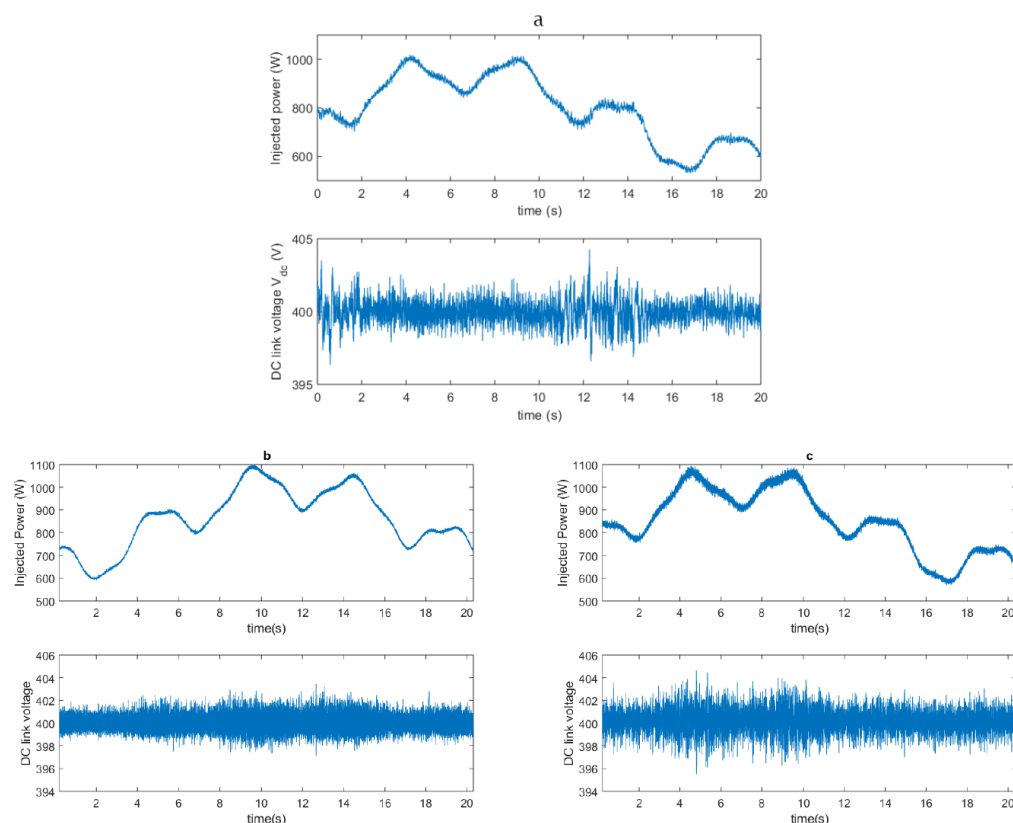 a
Injected power (W)
1000
800
600
0 2 4 6 8 10 12 14 16 18 20
time (s)
DC link voltage V_dc (V)
405
400
395
0 2 4 6 8 10 12 14 16 18 20
time (s)
b
Injected Power (W)
1100
1000
900
800
700
600
500
2 4 6 8 10 12 14 16 18 20
time(s)
DC link voltage
406
404
402
400
398
396
394
2 4 6 8 10 12 14 16 18 20
time(s)
c
Injected Power (W)
1100
1000
900
800
700
600
500
2 4 6 8 10 12 14 16 18 20
time(s)
DC link voltage
406
404
402
400
398
396
394
2 4 6 8 10 12 14 16 18 20
time(s)